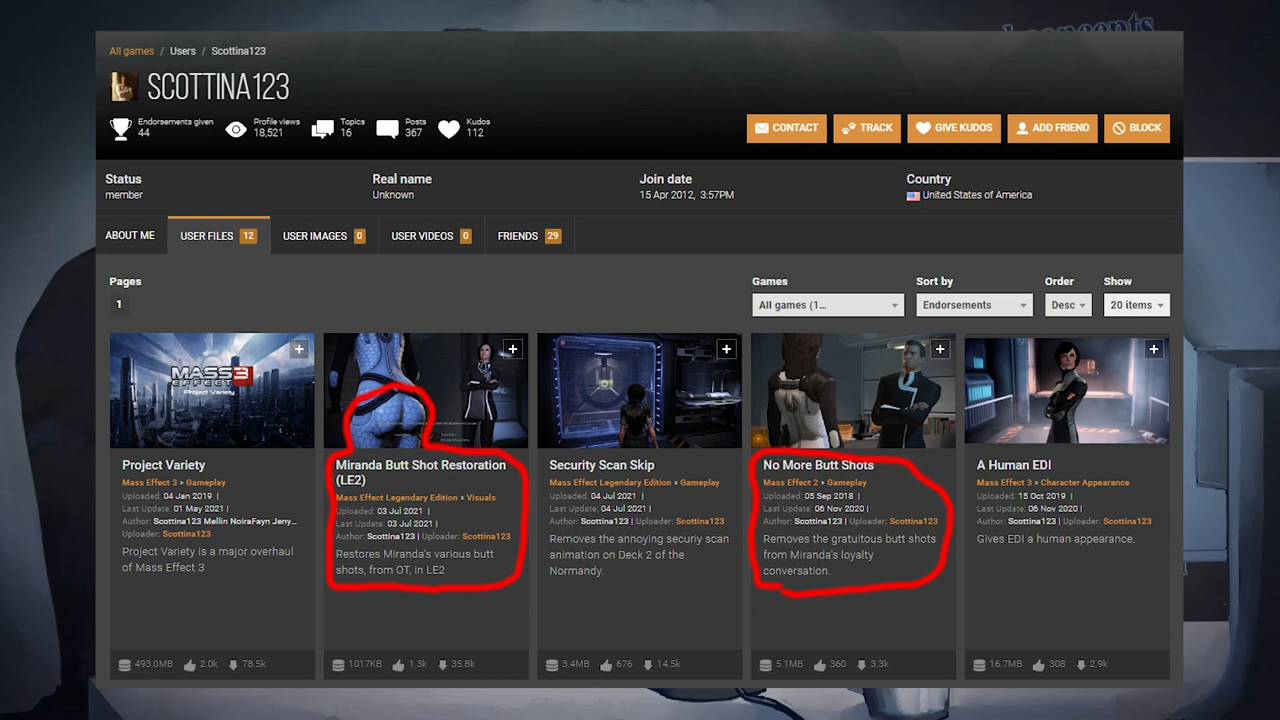 All games / Users / Scottina123
SCOTTINA123
Endorsements given
44
Profile views
18,521
Topics
16
Posts
367
Kudos
112
CONTACT
TRACK
GIVE KUDOS
ADD FRIEND
BLOCK
Status
member
Real name
Unknown
Join date
15 Apr 2012, 3:57PM
Country
United States of America
ABOUT ME
USER FILES 12
USER IMAGES 0
USER VIDEOS 0
FRIENDS 29
Pages
1
Games
All games (1...
Sort by
Endorsements
Order
Desc
Show
20 items
MASS EFFECT 3
Project Variety
Project Variety
Mass Effect 3 » Gameplay
Uploaded: 04 Jan 2019 |
Last Update: 01 May 2021 |
Author: Scottina123 Mellin NoiraFayn Jeny...
Uploader: Scottina123
Project Variety is a major overhaul
of Mass Effect 3
493.0MB 2.0k 78.5k
Miranda Butt Shot Restoration
(LE2)
Mass Effect Legendary Edition » Visuals
Uploaded: 03 Jul 2021 |
Last Update: 03 Jul 2021 |
Author: Scottina123 | Uploader: Scottina123
Restores Miranda's various butt
shots, from OT, in LE2
1017KB 1.3k 35.8k
Security Scan Skip
Mass Effect Legendary Edition » Gameplay
Uploaded: 04 Jul 2021 |
Last Update: 04 Jul 2021 |
Author: Scottina123 | Uploader: Scottina123
Removes the annoying securiy scan
animation on Deck 2 of the
Normandy.
3.4MB 676 14.5k
No More Butt Shots
Mass Effect 2 » Gameplay
Uploaded: 05 Sep 2018 |
Last Update: 06 Nov 2020 |
Author: Scottina123 | Uploader: Scottina123
Removes the gratuitous butt shots
from Miranda's loyalty
conversation.
5.1MB 360 3.3k
A Human EDI
Mass Effect 3 » Character Appearance
Uploaded: 15 Oct 2019 |
Last Update: 06 Nov 2020 |
Author: Scottina123 | Uploader: Scottina123
Gives EDI a human appearance.
16.7MB 308 2.9k